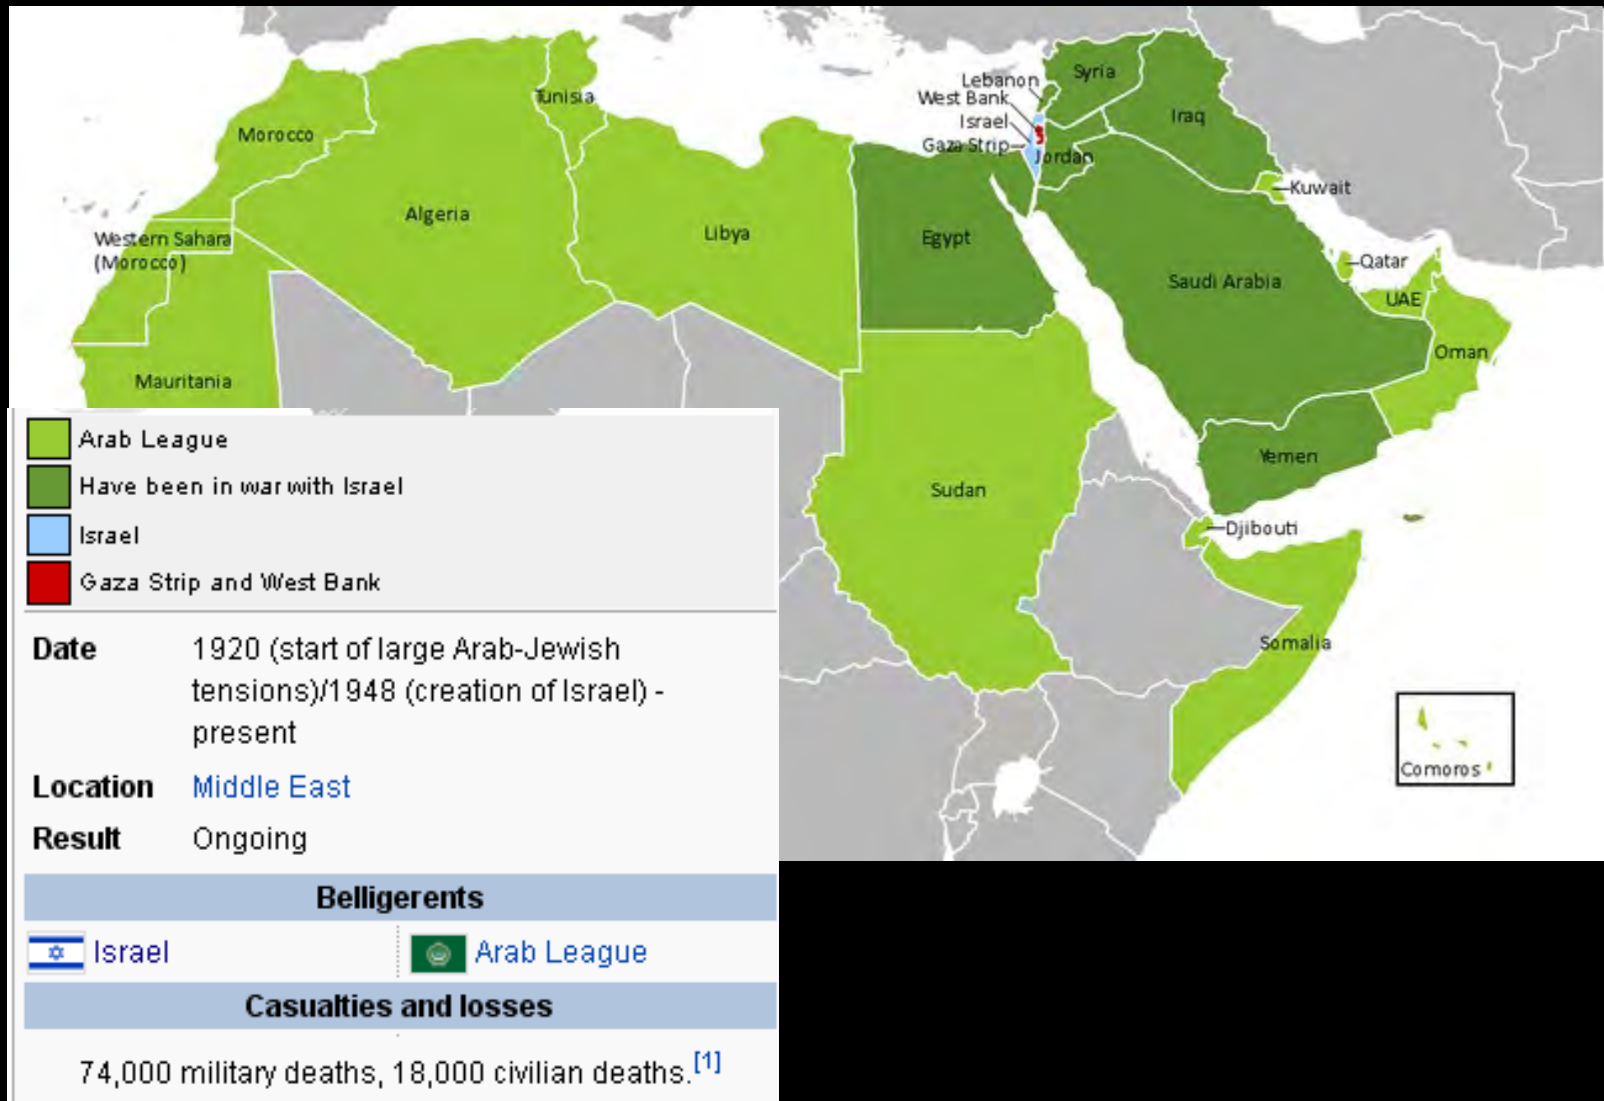 Lebanon
Syria
West Bank
Israel
Gaza Strip
Jordan
Iraq
Kuwait
Tunisia
Morocco
Algeria
Libya
Egypt
Western Sahara
(Morocco)
Saudi Arabia
Qatar
UAE
Oman
Mauritania
Yemen
Sudan
Djibouti
Somalia
Comoros
Arab League
Have been in war with Israel
Israel
Gaza Strip and West Bank
Date 1920 (start of large Arab-Jewish
tensions)/1948 (creation of Israel) -
present
Location Middle East
Result Ongoing
Belligerents
Israel Arab League
Casualties and losses
74,000 military deaths, 18,000 civilian deaths.[1]